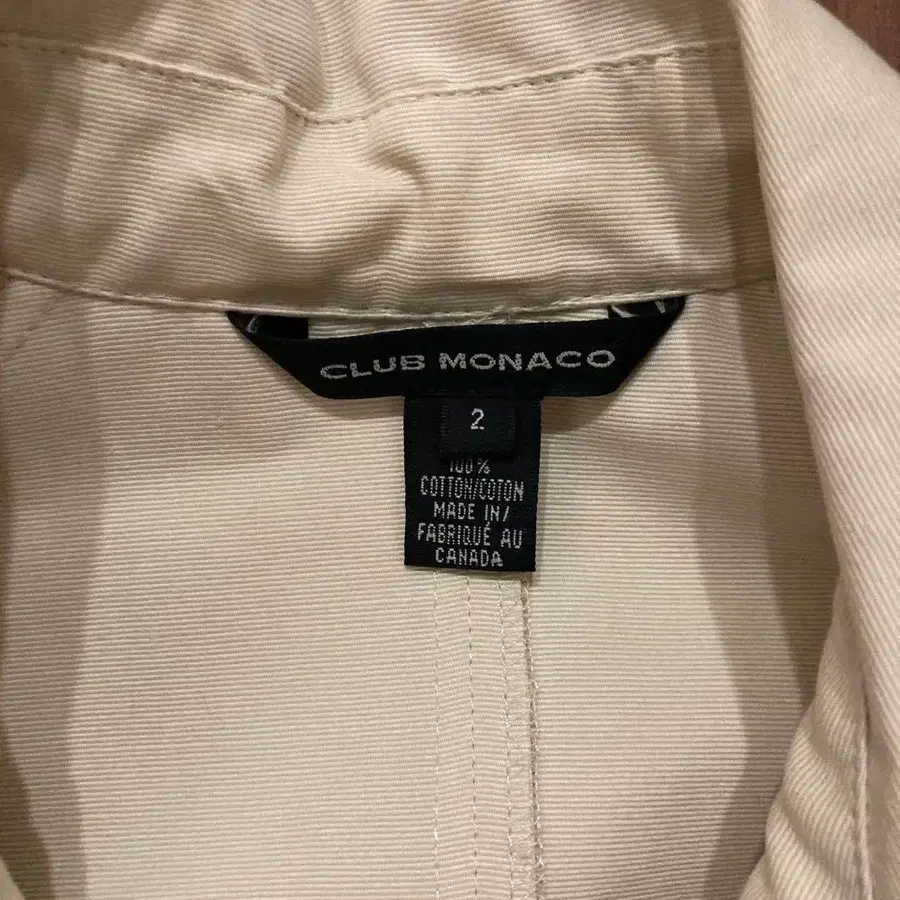 CLUB MONACO
2
100%
COTTON/COTON
MADE IN/
FABRIQUÉ AU
CANADA